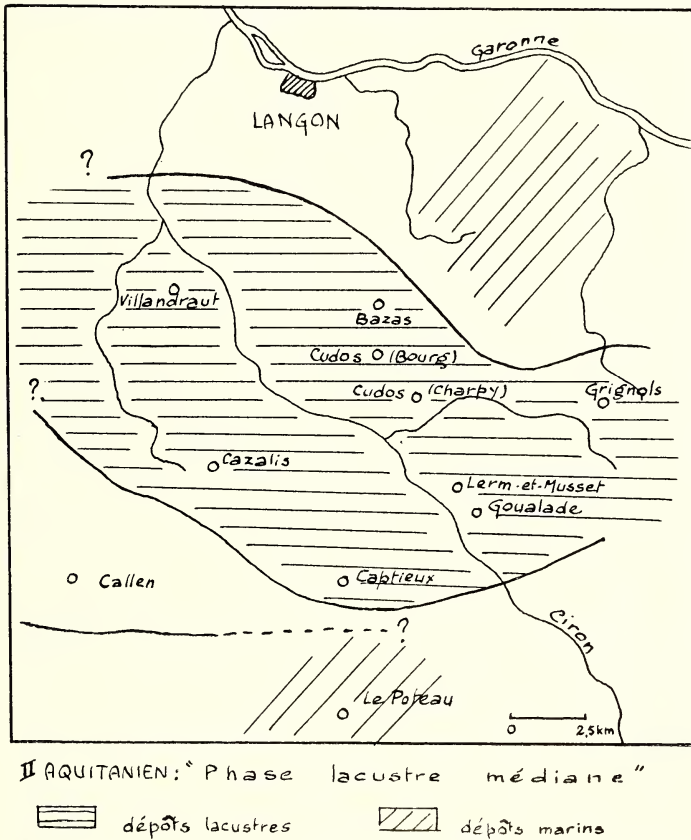 Garonne
LANGON
?
Villandraut
Bazas
Cudos (Bourg)
?
Cudos (Charpy)
Grignols
Cazalis
Lerm-et-Musset
Goualade
Callen
Captieux
?
Ciron
Le Poteau
0 2,5km
II AQUITANIEN: "Phase lacustre médiane"
dépôts lacustres dépôts marins